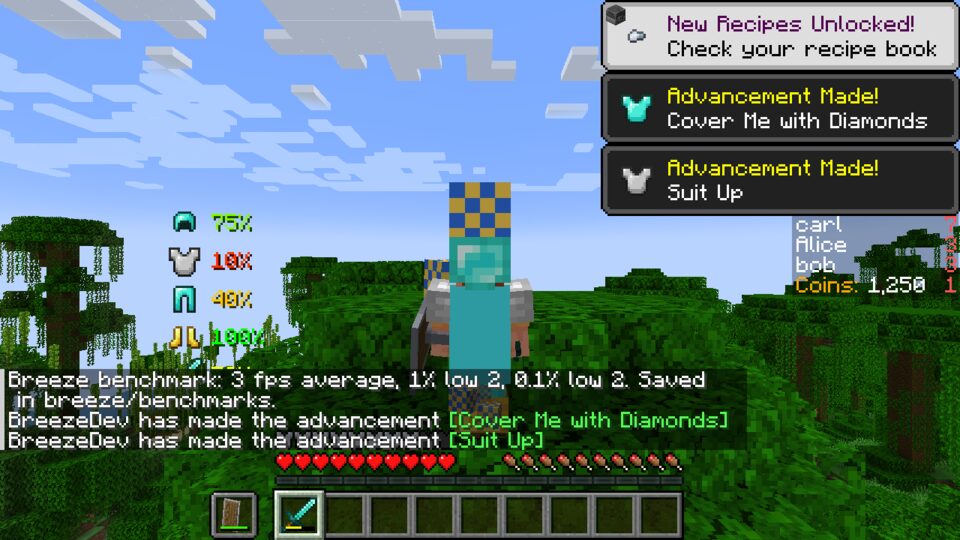 New Recipes Unlocked!
Check your recipe book
Advancement Made!
Cover Me with Diamonds
Advancement Made!
Suit Up
carl 7
Alice
bob
Coins: 1,250 1
75%
10%
40%
100%
Breeze benchmark: 3 fps average, 1% low 2, 0.1% low 2. Saved
in breeze/benchmarks.
BreezeDev has made the advancement [Cover Me with Diamonds]
BreezeDev has made the advancement [Suit Up]